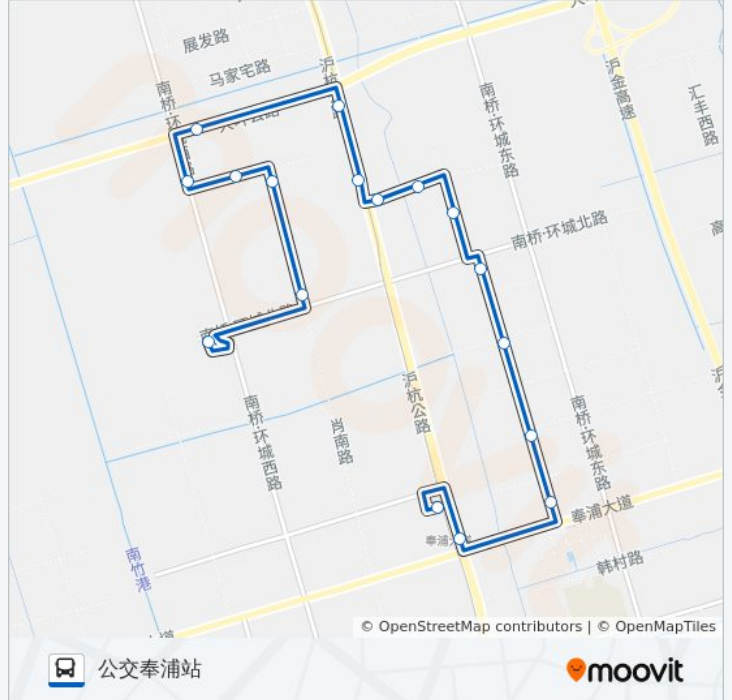 展发路
马家宅路
沪杭
南桥·环
南桥·环城东路
沪金高速
汇丰西路
南桥·环城北路
沪杭公路
南桥·环城西路
肖南路
南桥·环城东路
奉浦大道
奉浦大道
韩村路
南竹港
© OpenStreetMap contributors | © OpenMapTiles
公交奉浦站
moovit